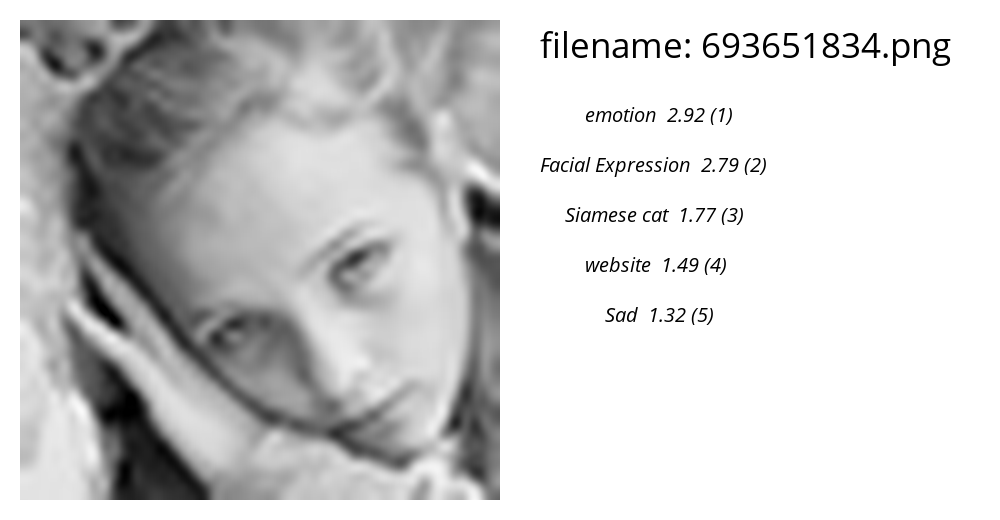 filename: 693651834.png
emotion 2.92 (1)
Facial Expression 2.79 (2)
Siamese cat 1.77 (3)
website 1.49 (4)
Sad 1.32 (5)